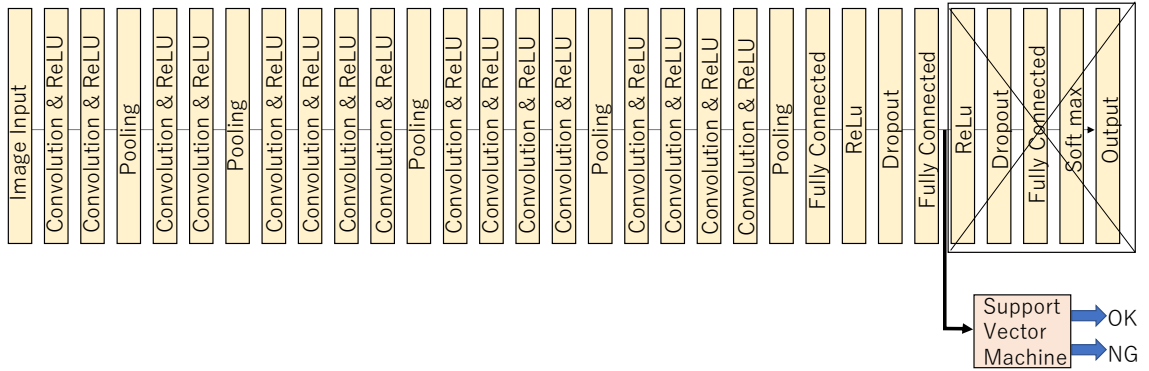 Image Input
Convolution & ReLU
Convolution & ReLU
Pooling
Convolution & ReLU
Convolution & ReLU
Pooling
Convolution & ReLU
Convolution & ReLU
Convolution & ReLU
Convolution & ReLU
Pooling
Convolution & ReLU
Convolution & ReLU
Convolution & ReLU
Convolution & ReLU
Pooling
Convolution & ReLU
Convolution & ReLU
Convolution & ReLU
Convolution & ReLU
Pooling
Fully Connected
ReLu
Dropout
Fully Connected
ReLu
Dropout
Fully Connected
Soft max
Output
Support
Vector
Machine
OK
NG